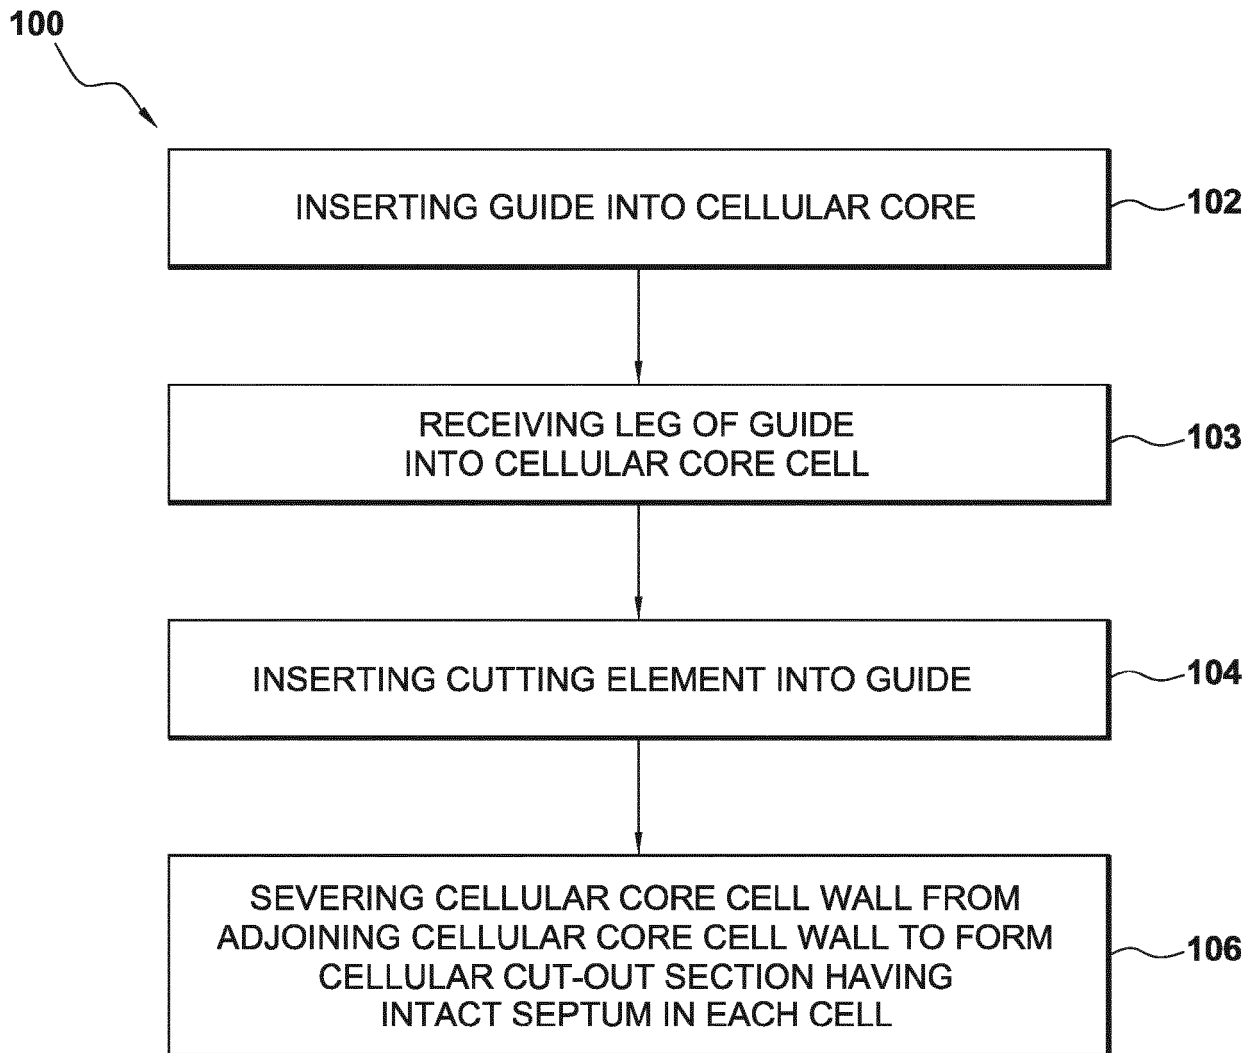 100
INSERTING GUIDE INTO CELLULAR CORE
102
RECEIVING LEG OF GUIDE
INTO CELLULAR CORE CELL
103
INSERTING CUTTING ELEMENT INTO GUIDE
104
SEVERING CELLULAR CORE CELL WALL FROM
ADJOINING CELLULAR CORE CELL WALL TO FORM
CELLULAR CUT-OUT SECTION HAVING
INTACT SEPTUM IN EACH CELL
106